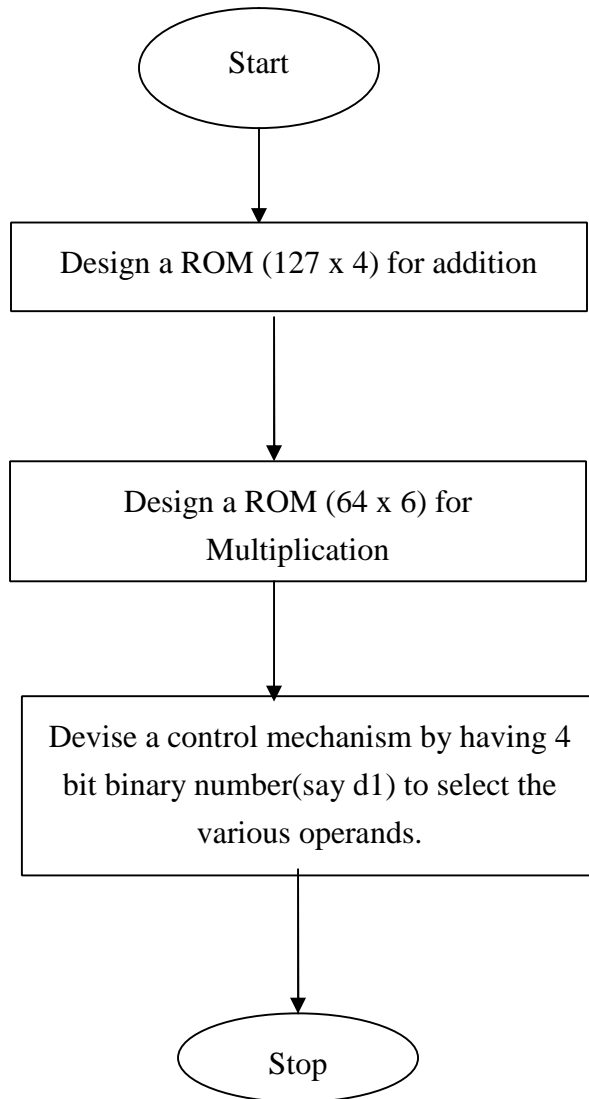 Start
Design a ROM (127 x 4) for addition
Design a ROM (64 x 6) for
Multiplication
Devise a control mechanism by having 4
bit binary number(say d1) to select the
various operands.
Stop